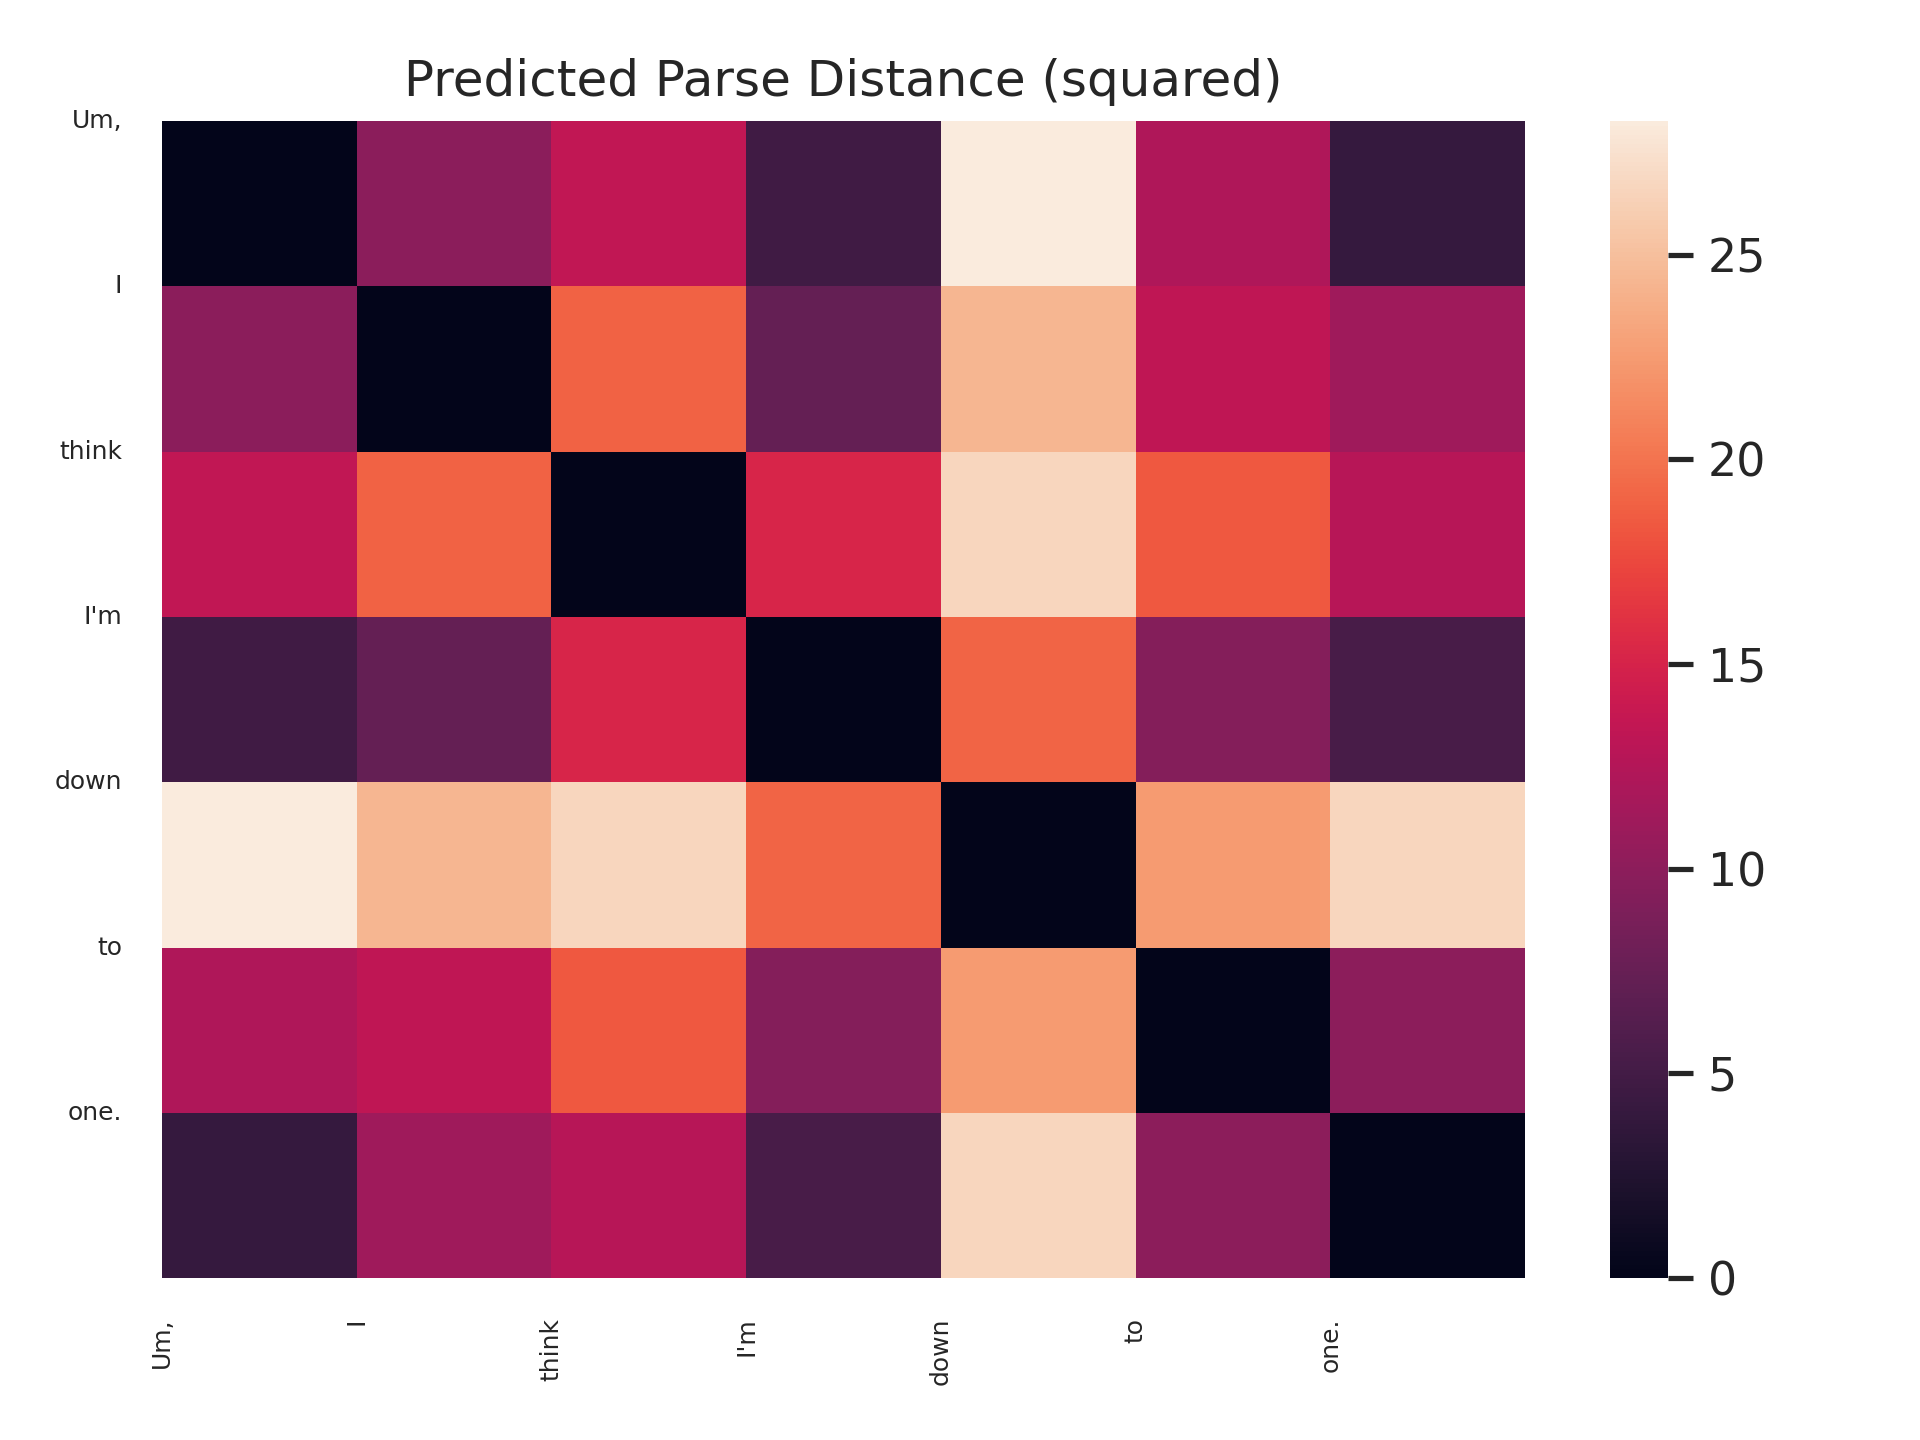 Predicted Parse Distance (squared)
Um,
I
think
I'm
down
to
one.
Um,
I
think
I'm
down
to
one.
25
20
15
10
5
0